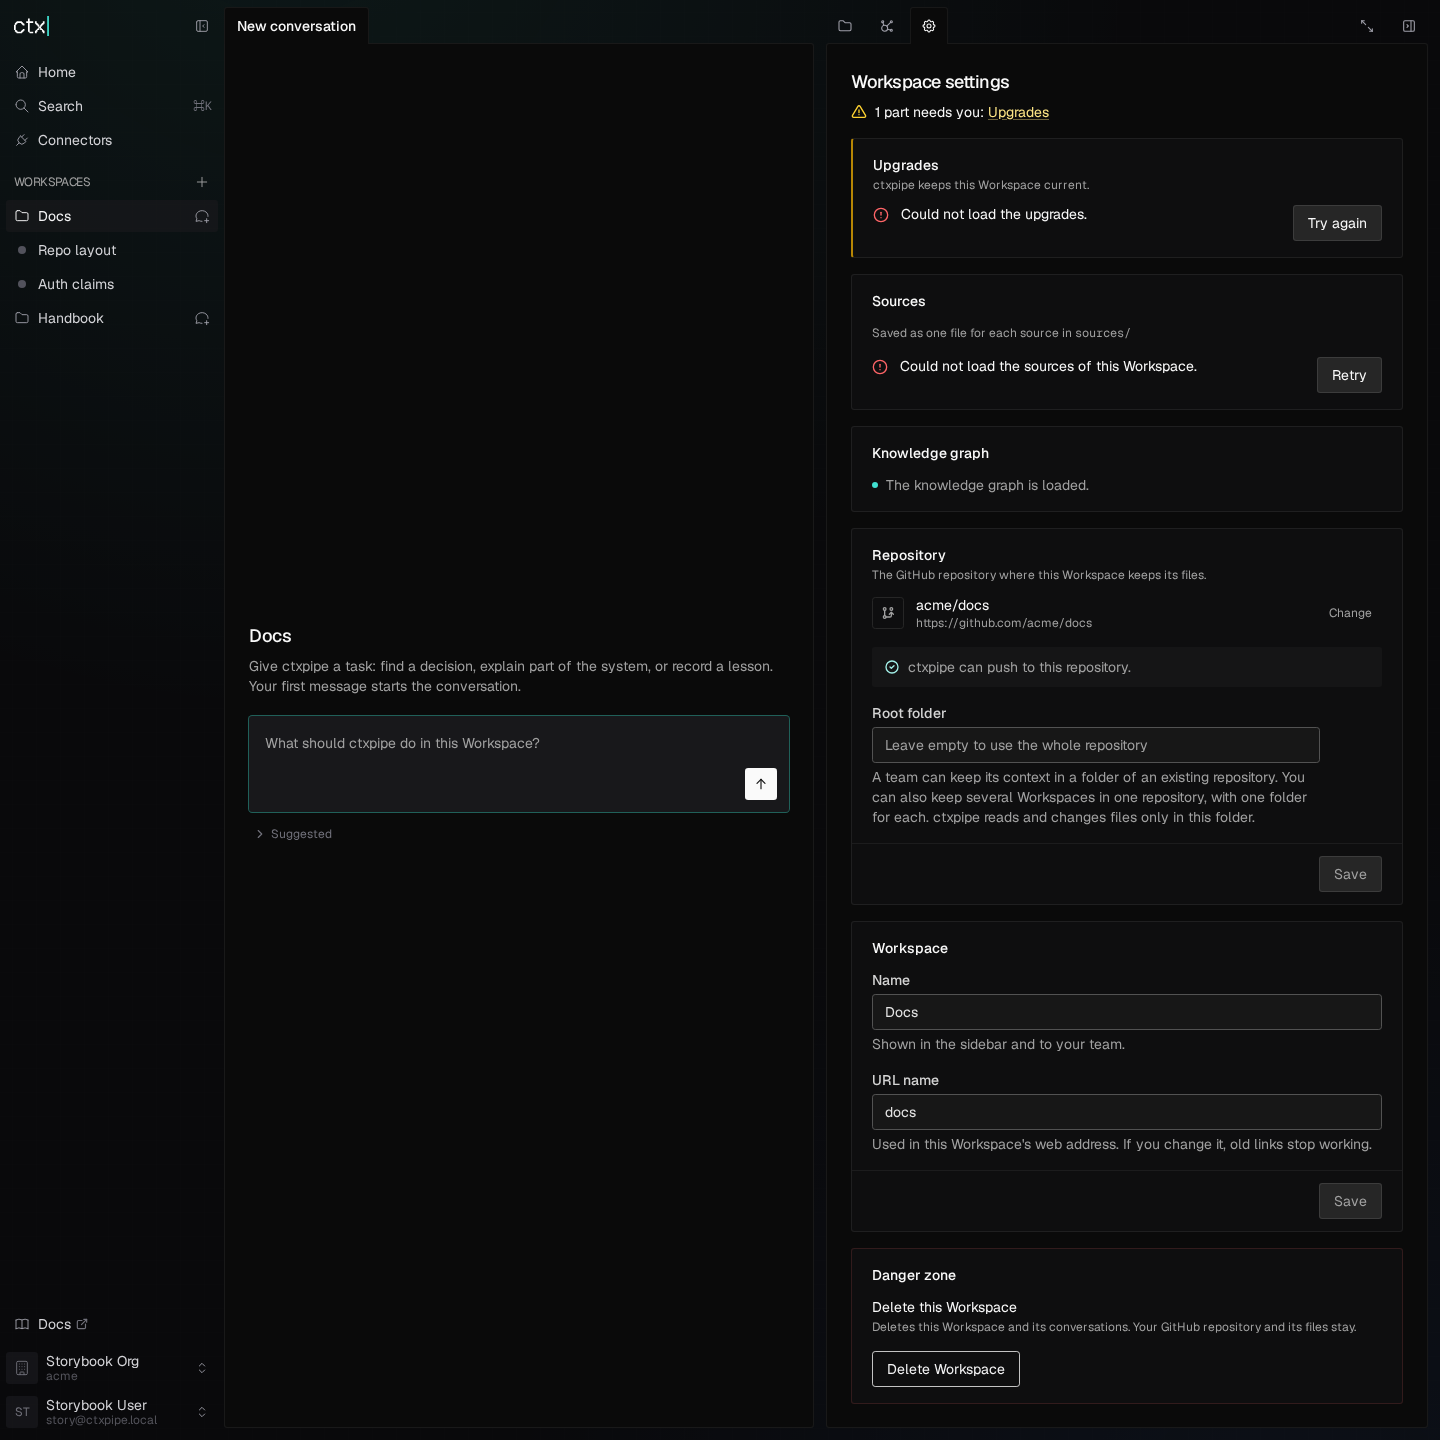 ctx
Home
Search ⌘K
Connectors
WORKSPACES
Docs
Repo layout
Auth claims
Handbook
Docs
Storybook Org
acme
ST
Storybook User
story@ctxpipe.local
New conversation
Docs
Give ctxpipe a task: find a decision, explain part of the system, or record a lesson.
Your first message starts the conversation.
What should ctxpipe do in this Workspace?
Suggested
Workspace settings
1 part needs you: Upgrades
Upgrades
ctxpipe keeps this Workspace current.
Could not load the upgrades.
Try again
Sources
Saved as one file for each source in sources/
Could not load the sources of this Workspace.
Retry
Knowledge graph
The knowledge graph is loaded.
Repository
The GitHub repository where this Workspace keeps its files.
acme/docs
https://github.com/acme/docs
Change
ctxpipe can push to this repository.
Root folder
Leave empty to use the whole repository
A team can keep its context in a folder of an existing repository. You
can also keep several Workspaces in one repository, with one folder
for each. ctxpipe reads and changes files only in this folder.
Save
Workspace
Name
Docs
Shown in the sidebar and to your team.
URL name
docs
Used in this Workspace's web address. If you change it, old links stop working.
Save
Danger zone
Delete this Workspace
Deletes this Workspace and its conversations. Your GitHub repository and its files stay.
Delete Workspace